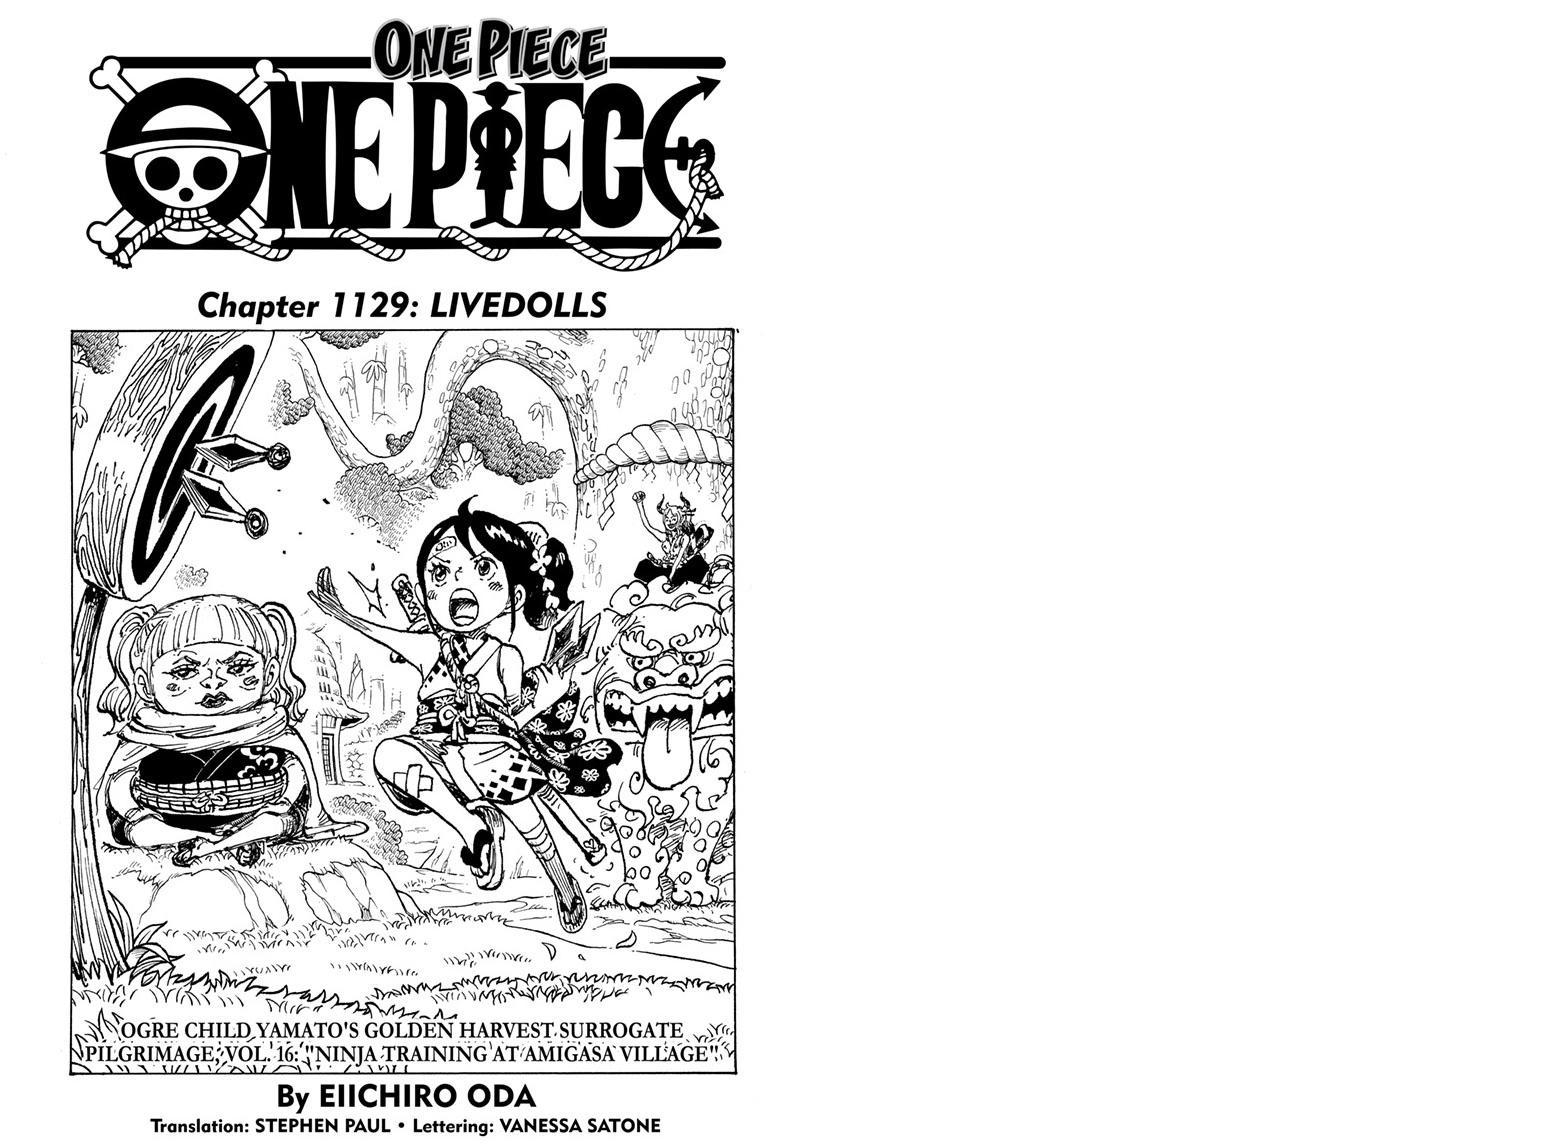 ONE PIECE
ONE PIECE
Chapter 1129: LIVEDOLLS
OGRE CHILD YAMATO'S GOLDEN HARVEST SURROGATE
PILGRIMAGE, VOL. 16: "NINJA TRAINING AT AMIGASA VILLAGE"
By EIICHIRO ODA
Translation: STEPHEN PAUL • Lettering: VANESSA SATONE